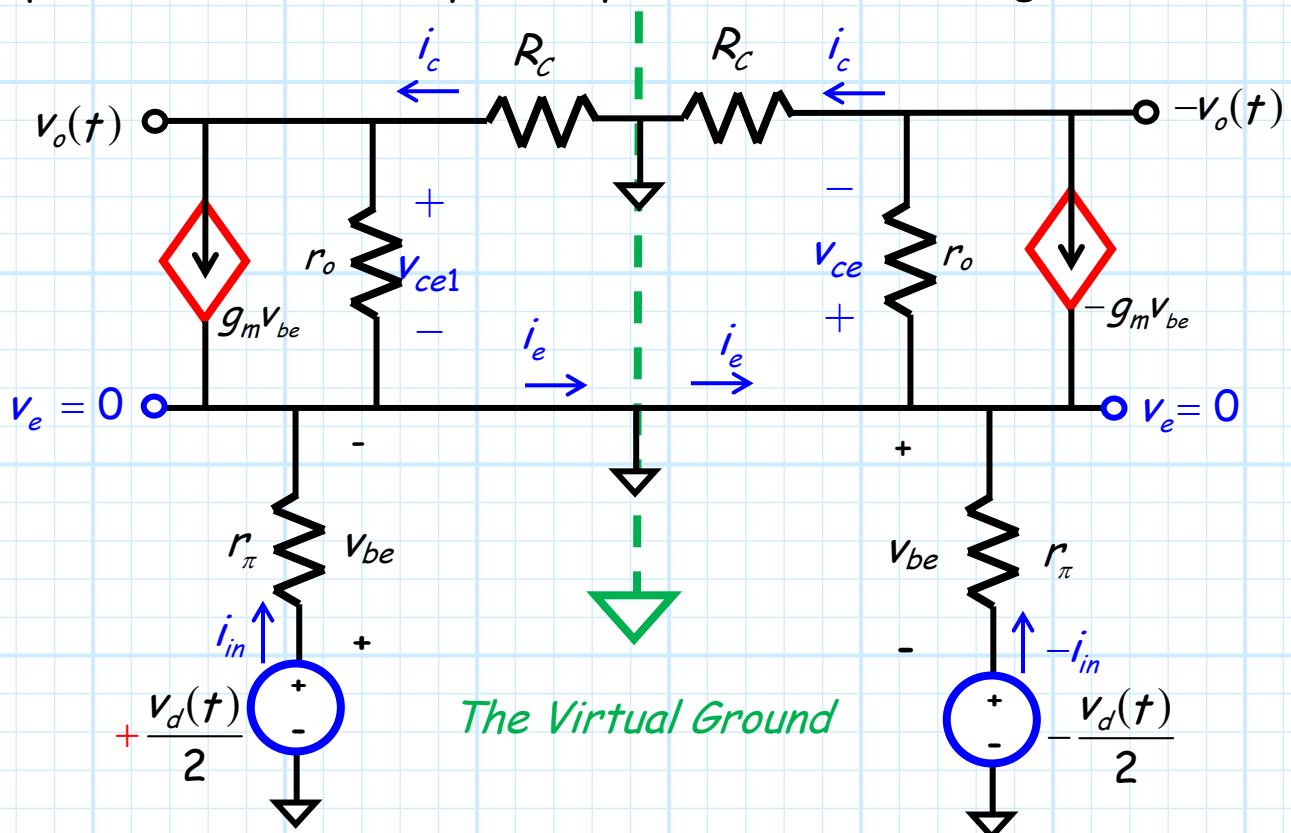 i_c R_C R_C i_c
v_o(t) −v_o(t)
+ −
r_o v_ce1 v_ce r_o
g_m v_be − + −g_m v_be
i_e i_e
v_e = 0 v_e = 0
- +
r_π v_be v_be r_π
i_in + - −i_in
+ v_d(t)/2 + - The Virtual Ground + - − v_d(t)/2